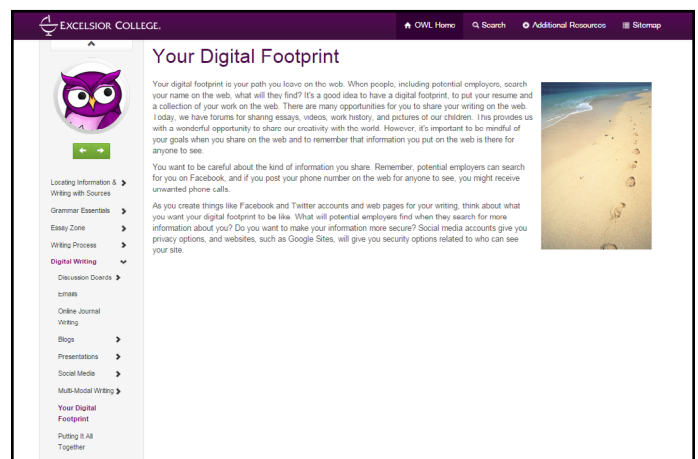 EXCELSIOR COLLEGE.
OWL Home
Search
Additional Resources
Sitemap
Locating Information &
Writing with Sources
Grammar Essentials
Essay Zone
Writing Process
Digital Writing
Discussion Boards
Emails
Online Journal
Writing
Blogs
Presentations
Social Media
Multi-Modal Writing
Your Digital
Footprint
Putting It All
Together
Your Digital Footprint
Your digital footprint is your path you leave on the web. When people, including potential employers, search
your name on the web, what will they find? It's a good idea to have a digital footprint, to put your resume and
a collection of your work on the web. There are many opportunities for you to share your writing on the web.
Today, we have forums for sharing essays, videos, work history, and pictures of our children. This provides us
with a wonderful opportunity to share our creativity with the world. However, it's important to be mindful of
your goals when you share on the web and to remember that information you put on the web is there for
anyone to see.
You want to be careful about the kind of information you share. Remember, potential employers can search
for you on Facebook, and if you post your phone number on the web for anyone to see, you might receive
unwanted phone calls.
As you create things like Facebook and Twitter accounts and web pages for your writing, think about what
you want your digital footprint to be like. What will potential employers find when they search for more
information about you? Do you want to make your information more secure? Social media accounts give you
privacy options, and websites, such as Google Sites, will give you security options related to who can see
your site.